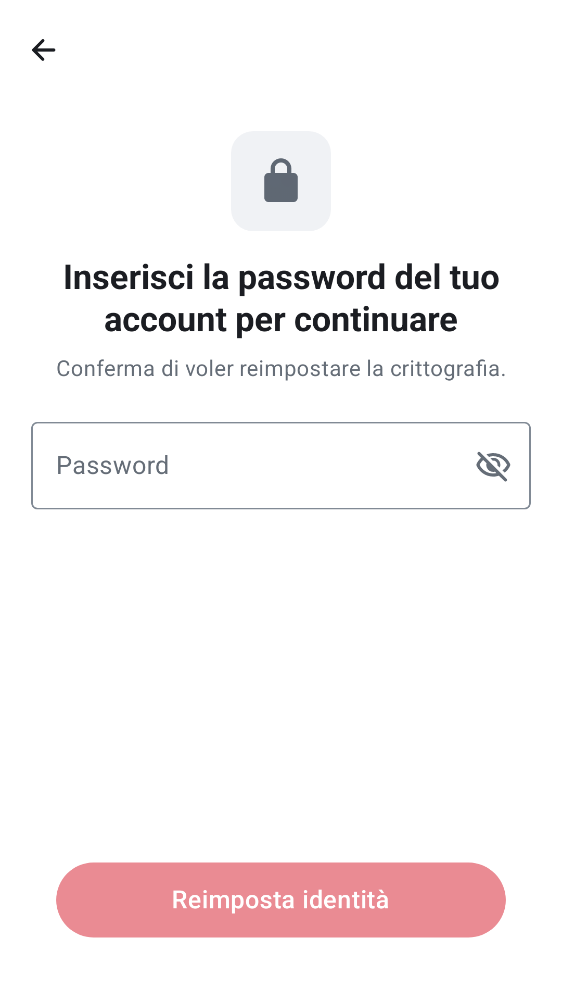 Inserisci la password del tuo
account per continuare
Conferma di voler reimpostare la crittografia.
Password
Reimposta identità